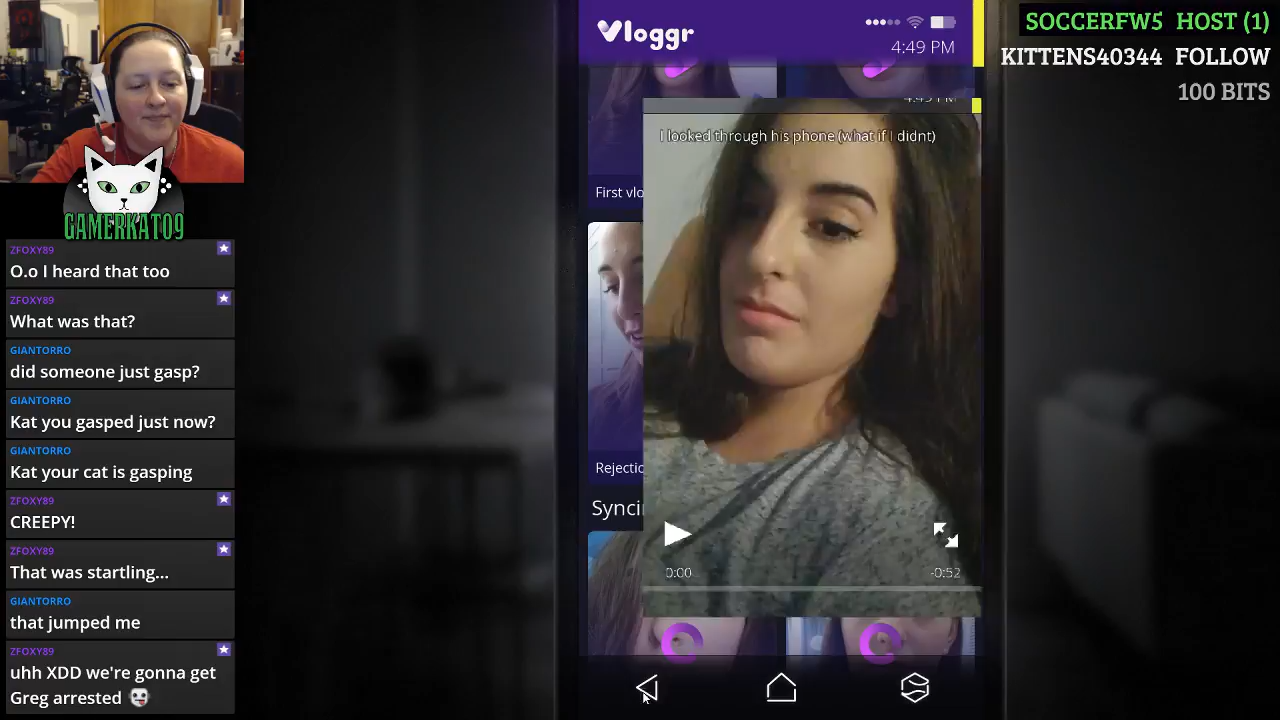 SOCCERFW5 HOST (1)
KITTENS40344 FOLLOW
100 BITS
GAMERKAT09
ZFOXY89
O.o I heard that too
ZFOXY89
What was that?
GIANTORRO
did someone just gasp?
GIANTORRO
Kat you gasped just now?
GIANTORRO
Kat your cat is gasping
ZFOXY89
CREEPY!
ZFOXY89
That was startling...
GIANTORRO
that jumped me
ZFOXY89
uhh XDD we're gonna get
Greg arrested
Vloggr
4:49 PM
4:49 PM
I looked through his phone (what if I didnt)
First vlo
Rejectio
Synci
0:00
-0:52